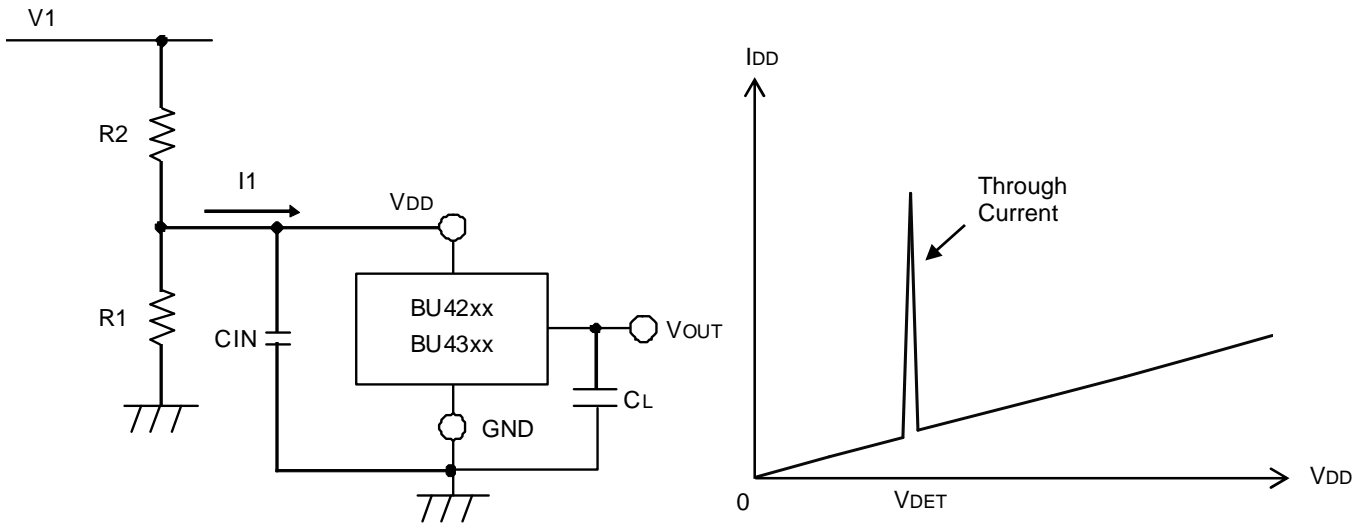 V1
R2
I1
VDD
R1
CIN
BU42xx
BU43xx
VOUT
CL
GND
IDD
Through
Current
0
VDET
VDD